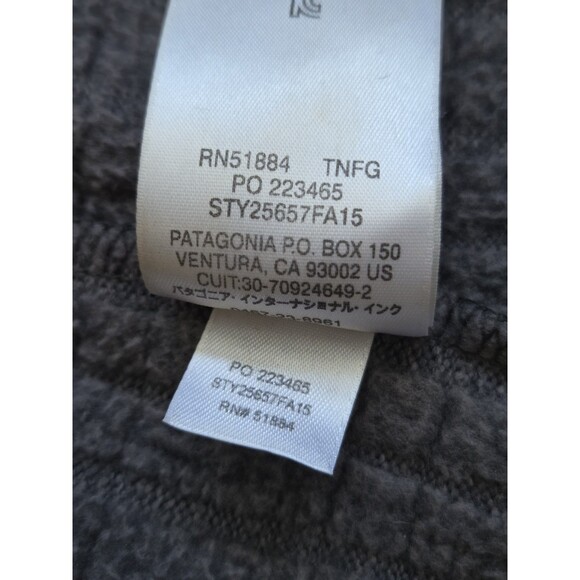 RN51884 TNFG
PO 223465
STY25657FA15
PATAGONIA P.O. BOX 150
VENTURA, CA 93002 US
CUIT:30-70924649-2
パタゴニア・インターナショナル・インク
PO 223465
STY25657FA15
RN# 51884